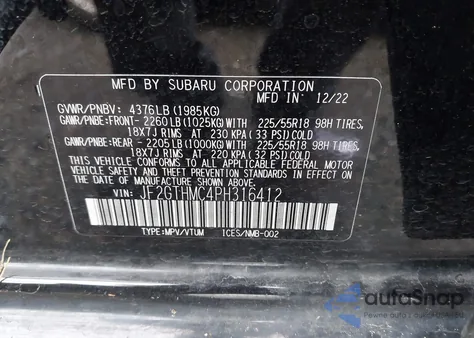 MFD BY SUBARU CORPORATION
GVWR/PNBV: 4376LB(1985KG) MFD IN 12/22
GAWR/PNBE:FRONT- 2260LB(1025KG)WITH 225/55R18 98H TIRES,
18X7J RIMS AT 230 KPA(33 PSI)COLD
GAWR/PNBE:REAR - 2205LB(1000KG)WITH 225/55R18 98H TIRES,
18X7J RIMS AT 220 KPA(32 PSI)COLD
THIS VEHICLE CONFORMS TO ALL APPLICABLE FEDERAL MOTOR
VEHICLE SAFETY AND THEFT PREVENTION STANDARDS IN EFFECT
ON THE DATE OF MANUFACTURE SHOWN ABOVE.
VIN: JF2GTHMC4PH316412
TYPE:MPV/VTUM ICES/NMB-002
autoSnap